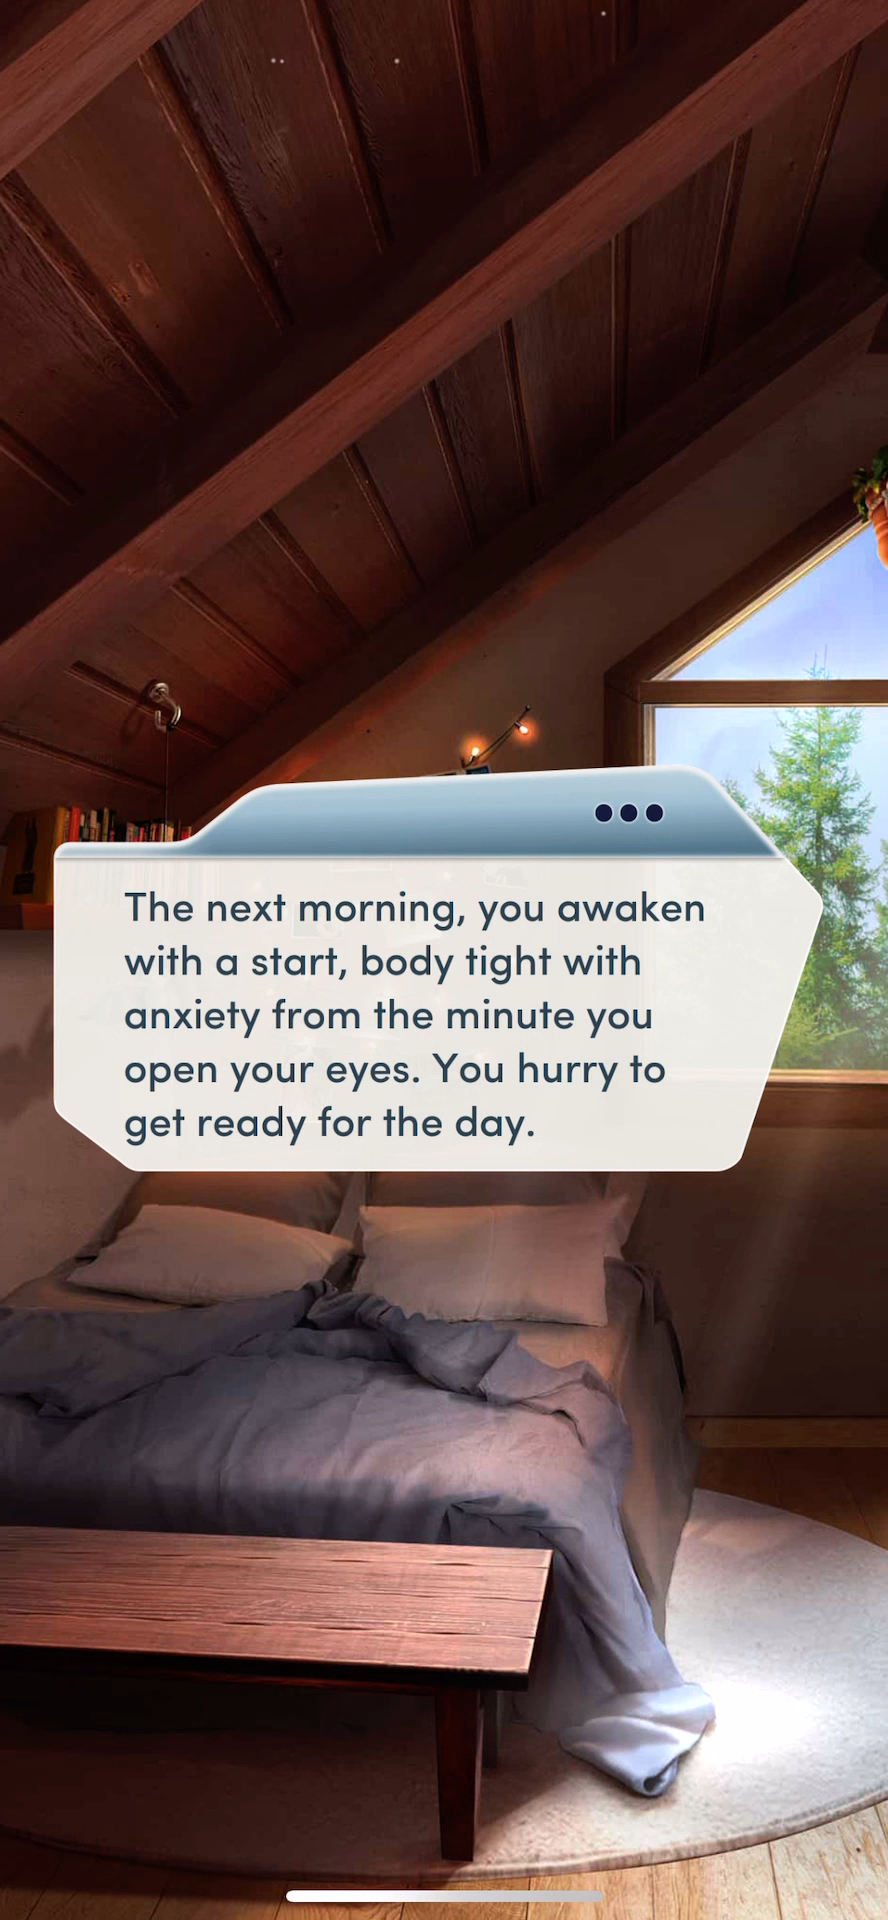 The next morning, you awaken
with a start, body tight with
anxiety from the minute you
open your eyes. You hurry to
get ready for the day.